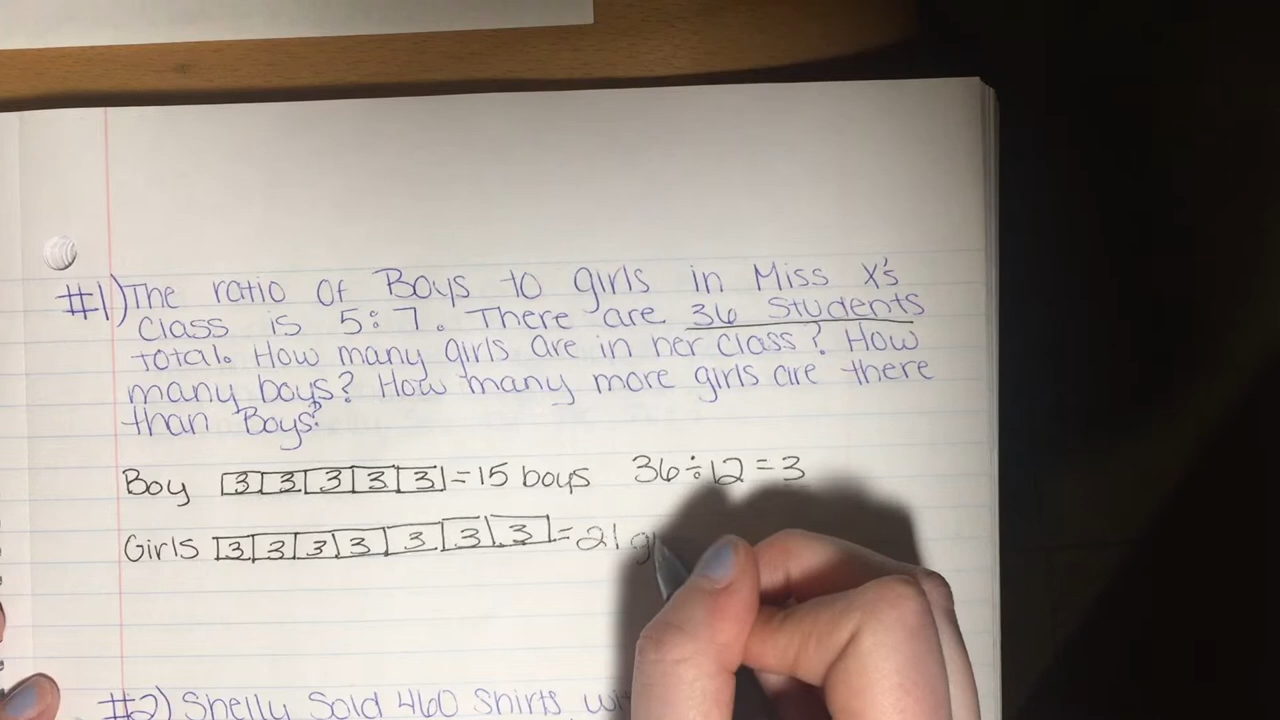 #1) The ratio of Boys to girls in Miss X's
class is 5:7. There are 36 Students
total. How many girls are in her class? How
many boys? How many more girls are there
than Boys?
Boy 3 3 3 3 3 = 15 boys 36 ÷ 12 = 3
Girls 3 3 3 3 3 3 3 = 21 g
#2) Shelly Sold 460 Shirts